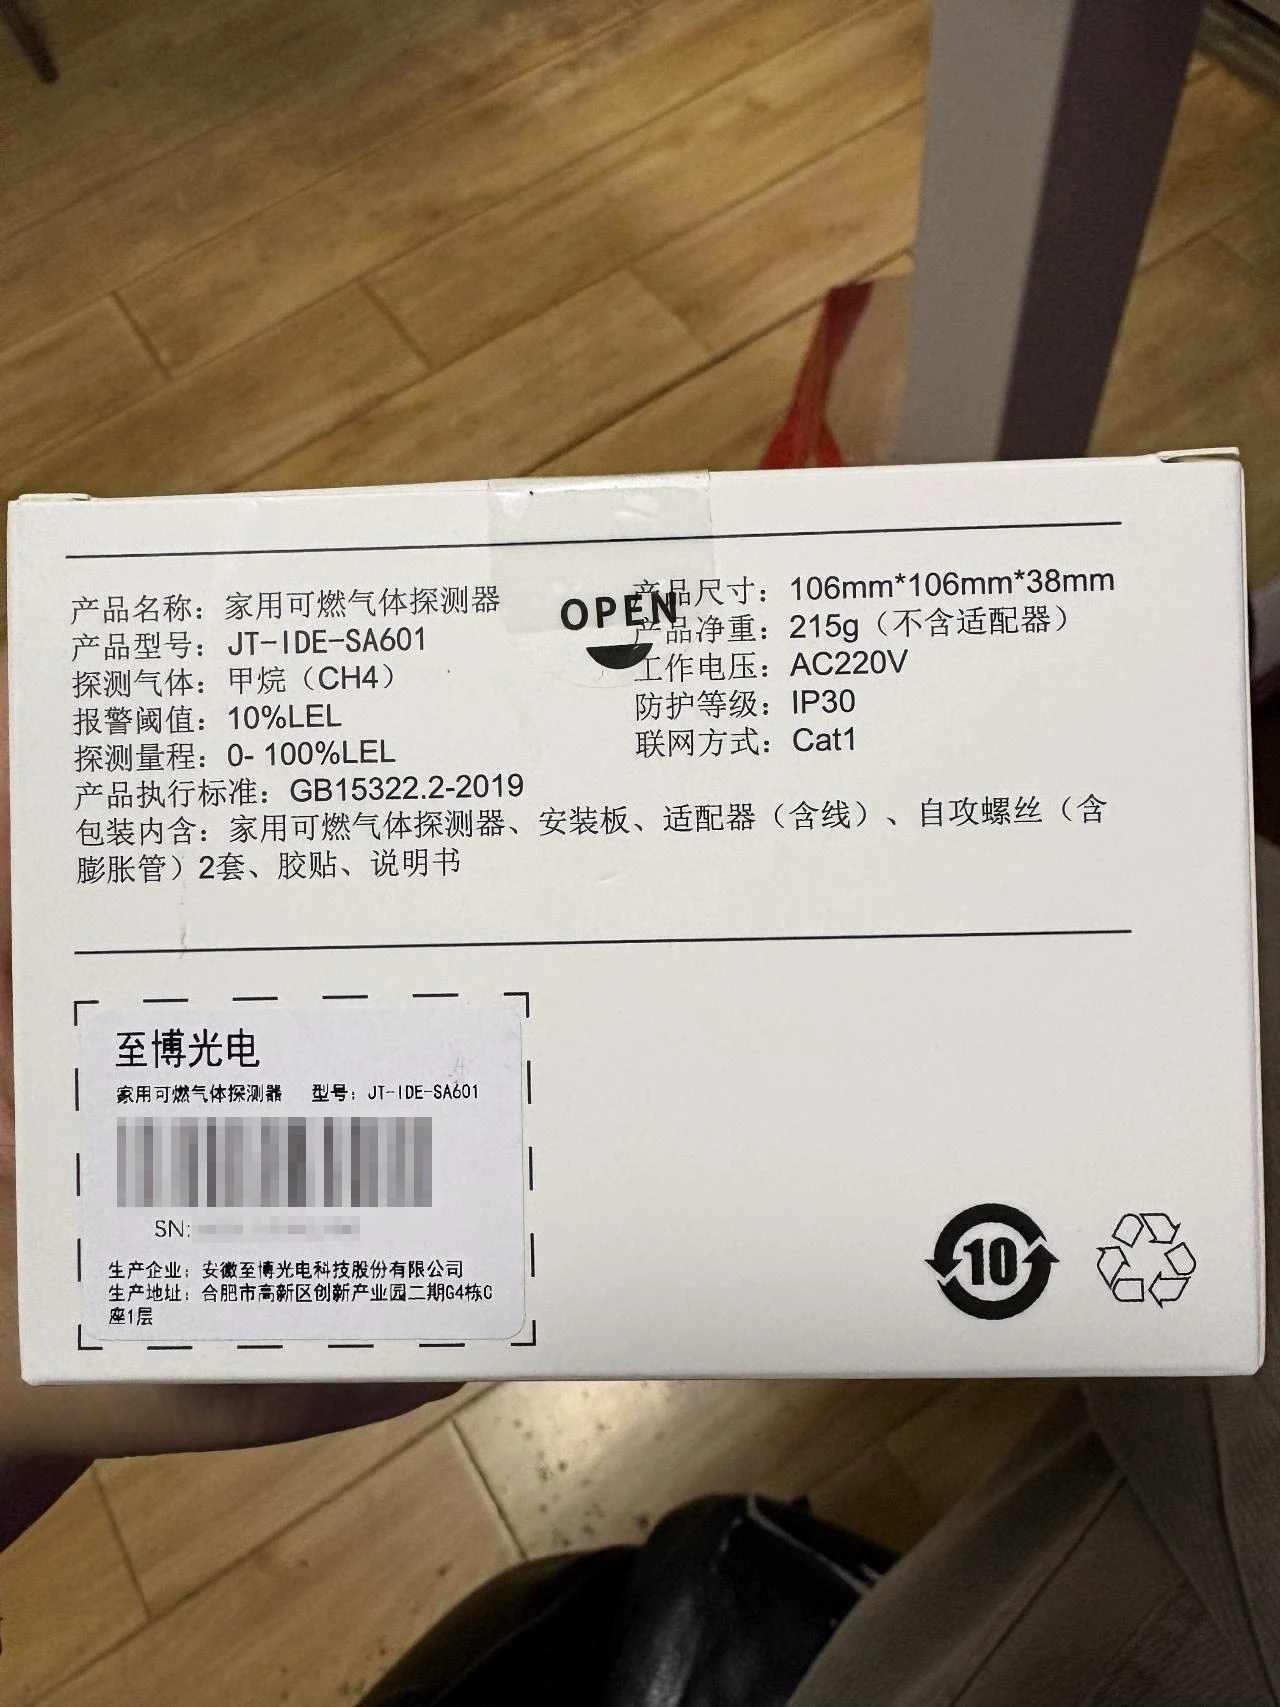 产品名称：家用可燃气体探测器
产品型号：JT-IDE-SA601
探测气体：甲烷（CH4）
报警阈值：10%LEL
探测量程：0- 100%LEL
产品执行标准：GB15322.2-2019
OPEN
产品尺寸：106mm*106mm*38mm
产品净重：215g（不含适配器）
工作电压：AC220V
防护等级：IP30
联网方式：Cat1
包装内含：家用可燃气体探测器、安装板、适配器（含线）、自攻螺丝（含
膨胀管）2套、胶贴、说明书
至博光电
家用可燃气体探测器 型号：JT-IDE-SA601
SN:
生产企业：安徽至博光电科技股份有限公司
生产地址：合肥市高新区创新产业园二期G4栋C
座1层
10